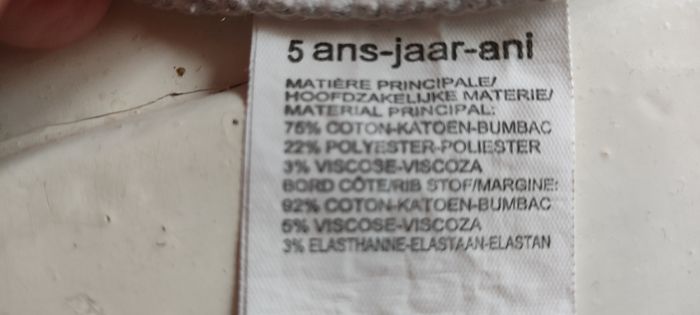 5 ans-jaar-ani
MATIÈRE PRINCIPALE/
HOOFDZAKELIJKE MATERIE/
MATERIAL PRINCIPAL:
75% COTON-KATOEN-BUMBAC
22% POLYESTER-POLIESTER
3% VISCOSE-VISCOZA
BORD CÔTE/RIB STOF/MARGINE:
92% COTON-KATOEN-BUMBAC
5% VISCOSE-VISCOZA
3% ELASTHANNE-ELASTAAN-ELASTAN